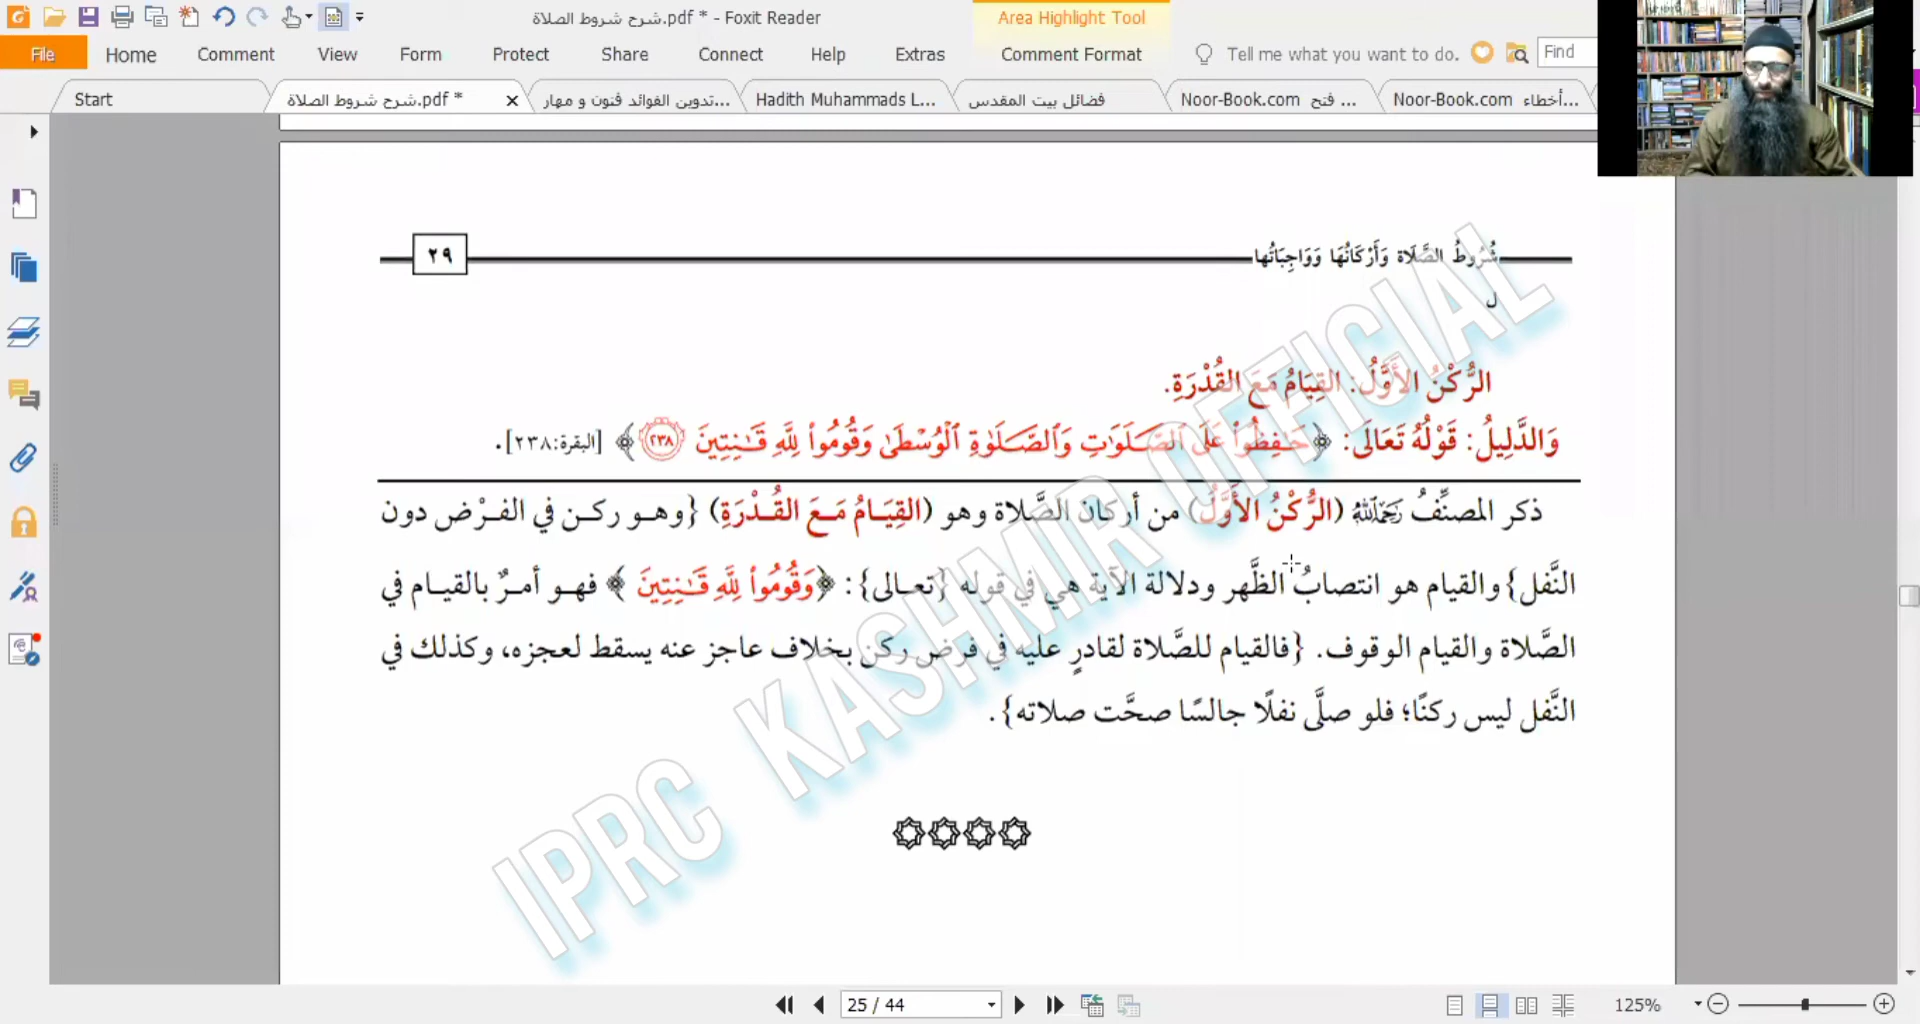 شرح شروط الصلاة.pdf * - Foxit Reader
Area Highlight Tool
File Home Comment View Form Protect Share Connect Help Extras Comment Format Tell me what you want to do. Find
Start
شرح شروط الصلاة.pdf *
تدوين الفوائد فنون و مهار...
Hadith Muhammads L...
فضائل بيت المقدس
Noor-Book.com فتح ...
Noor-Book.com أخطاء...
شُرُوطُ الصَّلَاة وَأَرْكَانُهَا وَوَاجِبَاتُها
٢٩
ل
الرُّكْنُ الأَوَّلُ: القِيَامُ مَعَ القُدْرَةِ.
وَالدَّلِيلُ: قَوْلُهُ تَعَالَى: ﴿حَـٰفِظُوا۟ عَلَى ٱلصَّلَوَٰتِ وَٱلصَّلَوٰةِ ٱلْوُسْطَىٰ وَقُومُوا۟ لِلَّهِ قَـٰنِتِينَ ٢٣٨﴾ [البقرة:٢٣٨].
ذكر المصنِّفُ رَحِمَهُ ٱللَّهُ (الرُّكْنُ الأَوَّلُ) من أركان الصَّلاة وهو (القِيَامُ مَعَ القُدْرَةِ) {وهو ركن في الفرْض دون
النَّفل} والقيام هو انتصابُ الظَّهر ودلالة الآية هي في قوله {تعالى}: ﴿وَقُومُوا۟ لِلَّهِ قَـٰنِتِينَ﴾ فهو أمرٌ بالقيام في
الصَّلاة والقيام الوقوف. {فالقيام للصَّلاة لقادرٍ عليه في فرض ركن بخلاف عاجز عنه يسقط لعجزه، وكذلك في
النَّفل ليس ركنًا؛ فلو صلَّى نفلًا جالسًا صحَّت صلاته}.
IPRC KASHMIR OFFICIAL
25 / 44
125%